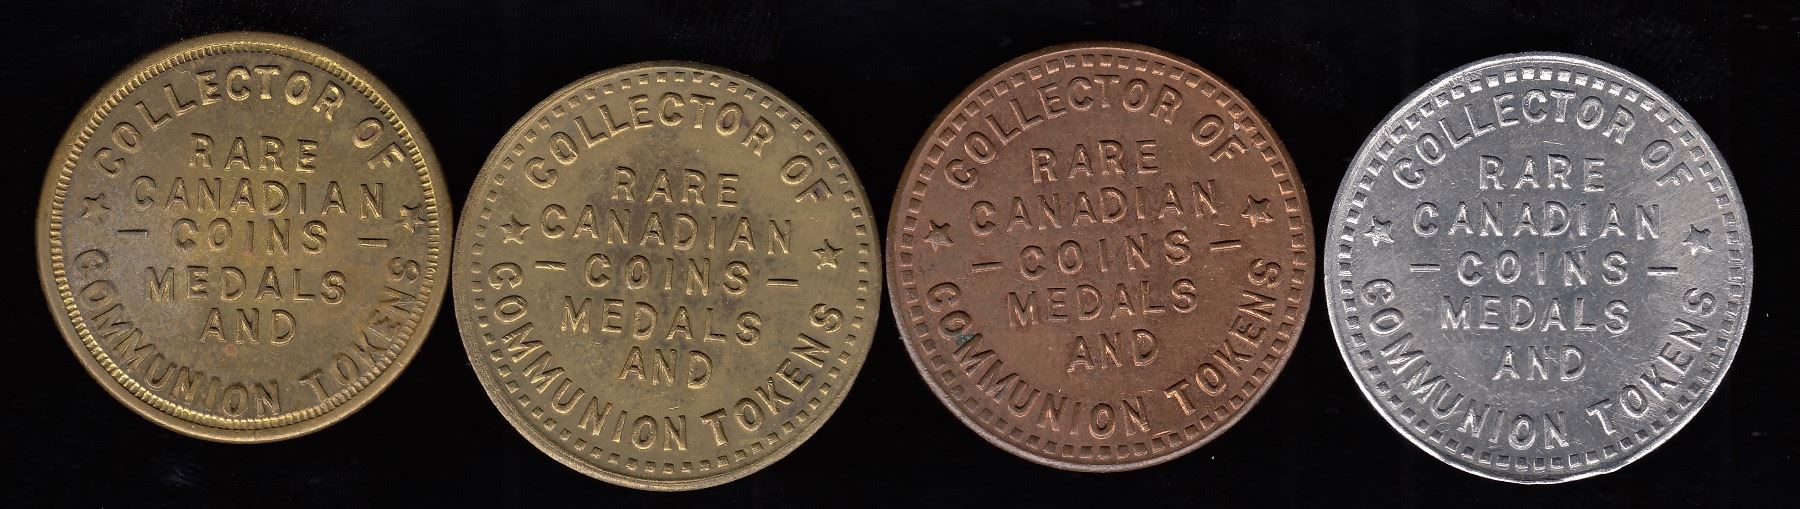 COLLECTOR OF
RARE
CANADIAN
- COINS -
MEDALS
AND
COMMUNION TOKENS
COLLECTOR OF
RARE
CANADIAN
- COINS -
MEDALS
AND
COMMUNION TOKENS
COLLECTOR OF
RARE
CANADIAN
- COINS -
MEDALS
AND
COMMUNION TOKENS
COLLECTOR OF
RARE
CANADIAN
- COINS -
MEDALS
AND
COMMUNION TOKENS